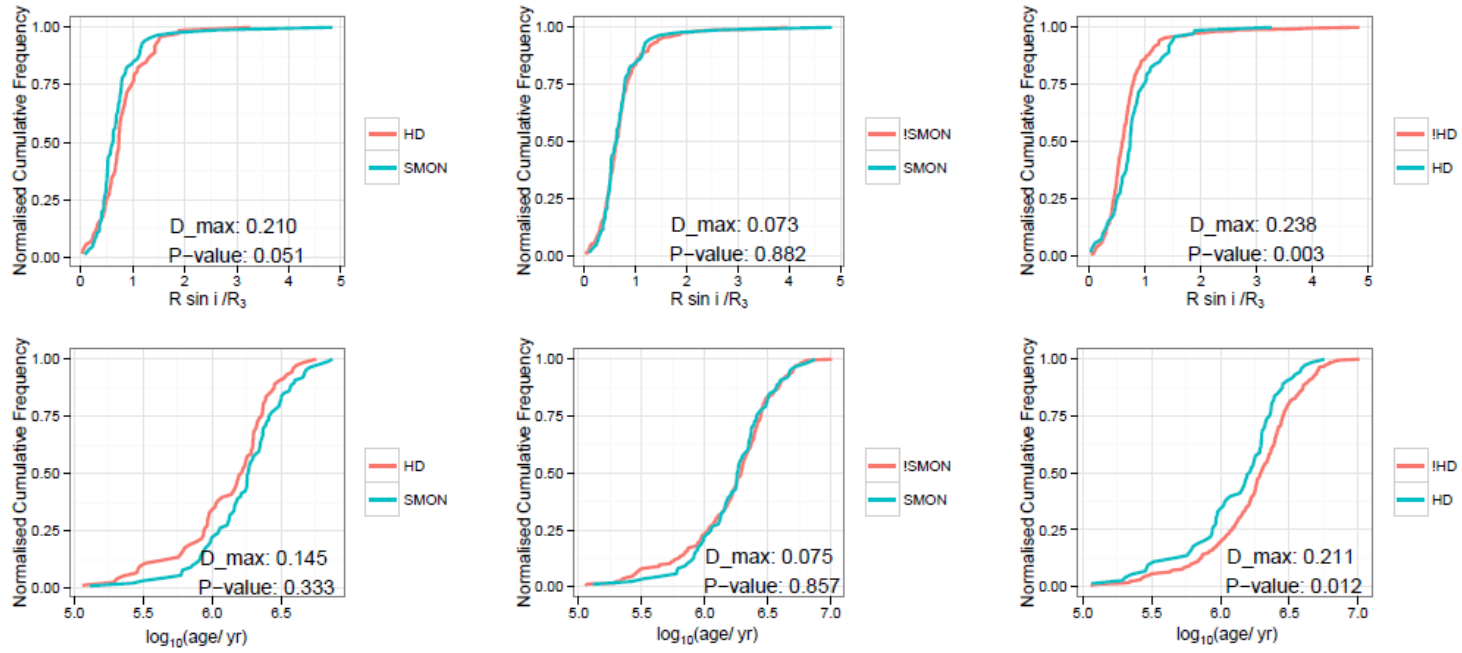 Normalised Cumulative Frequency
1.00
0.75
0.50
0.25
0.00
D_max: 0.210
P−value: 0.051
0 1 2 3 4 5
R sin i /R3
HD
SMON
Normalised Cumulative Frequency
1.00
0.75
0.50
0.25
0.00
D_max: 0.073
P−value: 0.882
0 1 2 3 4 5
R sin i /R3
!SMON
SMON
Normalised Cumulative Frequency
1.00
0.75
0.50
0.25
0.00
D_max: 0.238
P−value: 0.003
0 1 2 3 4 5
R sin i /R3
!HD
HD
Normalised Cumulative Frequency
1.00
0.75
0.50
0.25
0.00
D_max: 0.145
P−value: 0.333
5.0 5.5 6.0 6.5
log10(age/ yr)
HD
SMON
Normalised Cumulative Frequency
1.00
0.75
0.50
0.25
0.00
D_max: 0.075
P−value: 0.857
5.0 5.5 6.0 6.5 7.0
log10(age/ yr)
!SMON
SMON
Normalised Cumulative Frequency
1.00
0.75
0.50
0.25
0.00
D_max: 0.211
P−value: 0.012
5.0 5.5 6.0 6.5 7.0
log10(age/ yr)
!HD
HD